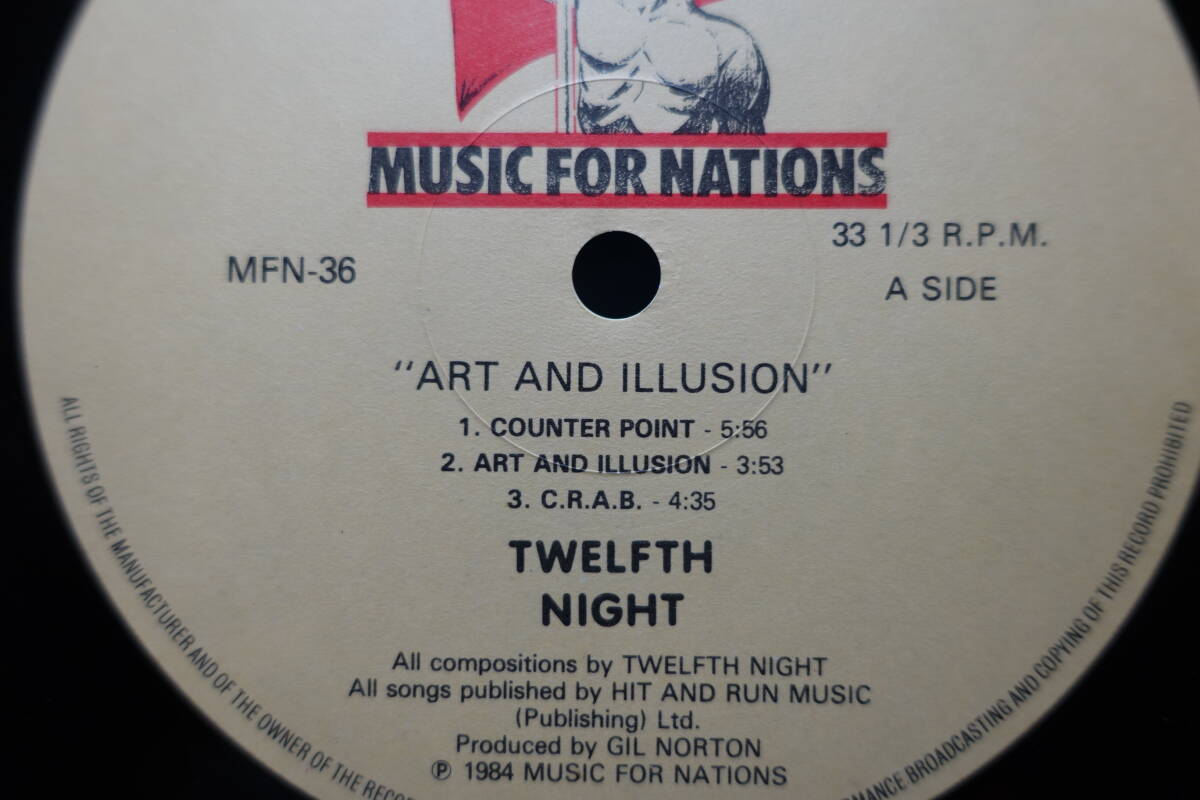 MUSIC FOR NATIONS
33 1/3 R.P.M.
MFN-36
A SIDE
"ART AND ILLUSION"
1. COUNTER POINT - 5:56
2. ART AND ILLUSION - 3:53
3. C.R.A.B. - 4:35
TWELFTH
NIGHT
All compositions by TWELFTH NIGHT
All songs published by HIT AND RUN MUSIC
(Publishing) Ltd.
Produced by GIL NORTON
℗ 1984 MUSIC FOR NATIONS
ALL RIGHTS OF THE MANUFACTURER AND OF THE OWNER OF THE
BROADCASTING AND COPYING OF THIS RECORD PROHIBITED